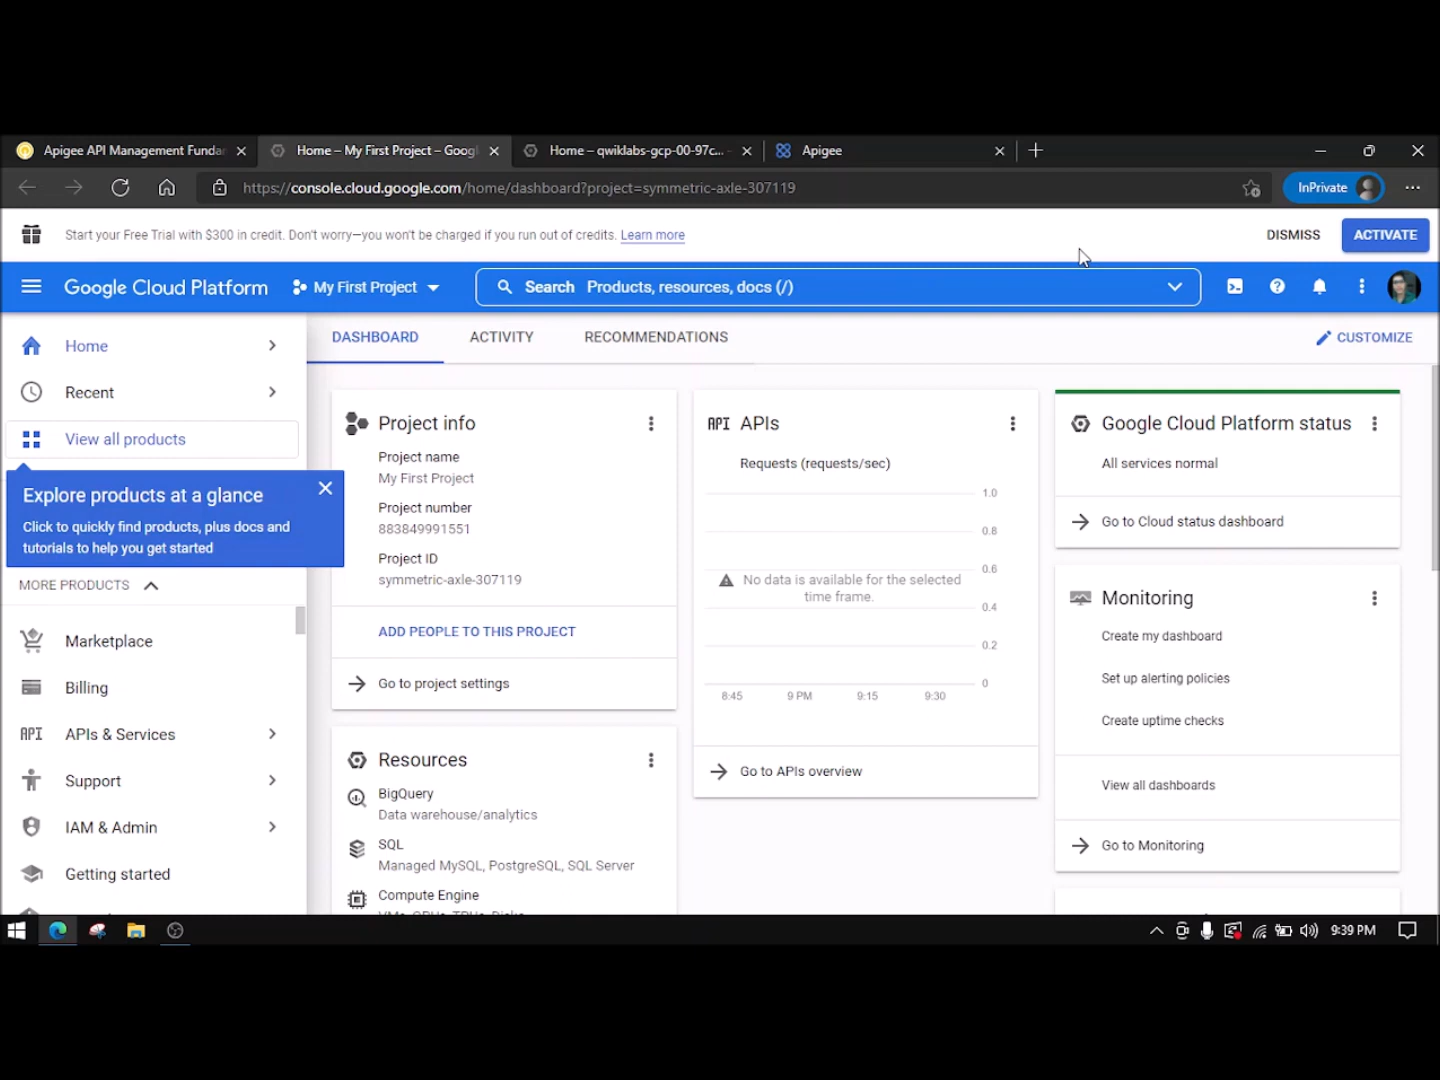 Apigee API Management Funda
Home – My First Project – Goog
Home – qwiklabs-gcp-00-97c...
Apigee
https://console.cloud.google.com/home/dashboard?project=symmetric-axle-307119
InPrivate
Start your Free Trial with $300 in credit. Don't worry—you won't be charged if you run out of credits. Learn more
DISMISS
ACTIVATE
Google Cloud Platform
My First Project
Search Products, resources, docs (/)
Home
Recent
View all products
Explore products at a glance
Click to quickly find products, plus docs and
tutorials to help you get started
MORE PRODUCTS
Marketplace
Billing
API APIs & Services
Support
IAM & Admin
Getting started
DASHBOARD
ACTIVITY
RECOMMENDATIONS
CUSTOMIZE
Project info
Project name
My First Project
Project number
883849991551
Project ID
symmetric-axle-307119
ADD PEOPLE TO THIS PROJECT
Go to project settings
Resources
BigQuery
Data warehouse/analytics
SQL
Managed MySQL, PostgreSQL, SQL Server
Compute Engine
VMs, GPUs, TPUs, Disks
API APIs
Requests (requests/sec)
1.0
0.8
0.6
No data is available for the selected
time frame.
0.4
0.2
0
8:45
9 PM
9:15
9:30
Go to APIs overview
Google Cloud Platform status
All services normal
Go to Cloud status dashboard
Monitoring
Create my dashboard
Set up alerting policies
Create uptime checks
View all dashboards
Go to Monitoring
9:39 PM